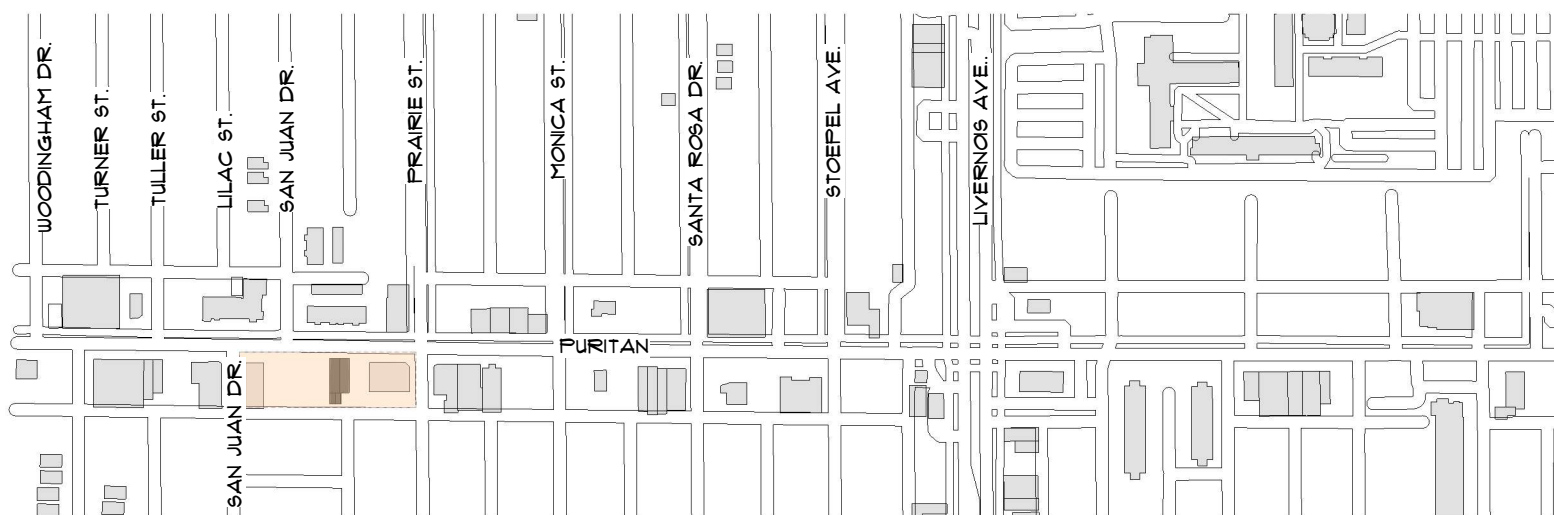 WOODINGHAM DR.
TURNER ST.
TULLER ST.
LILAC ST.
SAN JUAN DR.
PRAIRIE ST.
MONICA ST.
SANTA ROSA DR.
STOEPEL AVE.
LIVERNOIS AVE.
PURITAN
SAN JUAN DR.